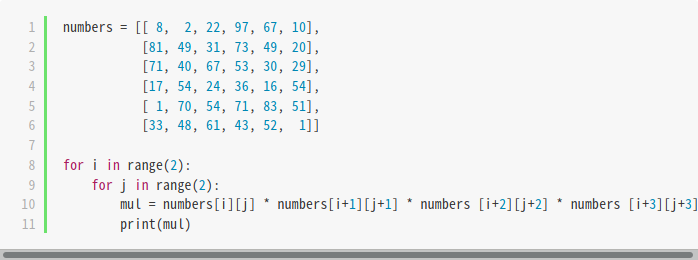 1 numbers = [[ 8,  2, 22, 97, 67, 10],
2            [81, 49, 31, 73, 49, 20],
3            [71, 40, 67, 53, 30, 29],
4            [17, 54, 24, 36, 16, 54],
5            [ 1, 70, 54, 71, 83, 51],
6            [33, 48, 61, 43, 52,  1]]
7
8 for i in range(2):
9     for j in range(2):
10         mul = numbers[i][j] * numbers[i+1][j+1] * numbers [i+2][j+2] * numbers [i+3][j+3]
11         print(mul)